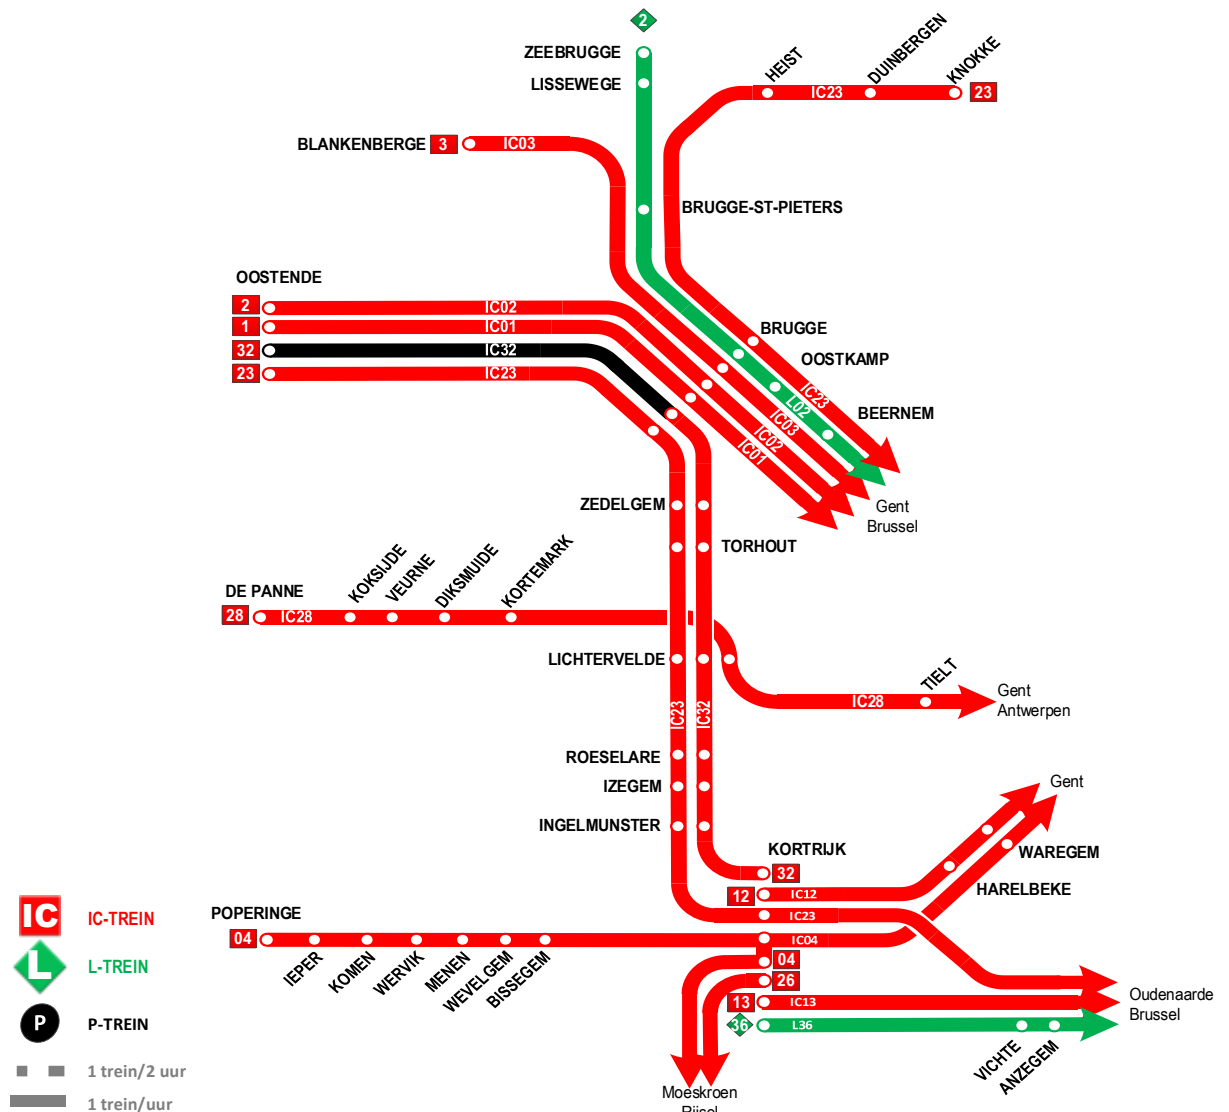 2
ZEEBRUGGE
LISSEWEGE
HEIST
DUINBERGEN
KNOKKE
IC23
23
BLANKENBERGE
3
IC03
BRUGGE-ST-PIETERS
OOSTENDE
2
IC02
1
IC01
32
IC32
23
IC23
BRUGGE
OOSTKAMP
BEERNEM
IC23
L02
IC03
IC02
IC01
Gent
Brussel
ZEDELGEM
TORHOUT
DE PANNE
KOKSIJDE
VEURNE
DIKSMUIDE
KORTEMARK
28
IC28
LICHTERVELDE
TIELT
IC28
Gent
Antwerpen
IC23
IC32
ROESELARE
IZEGEM
INGELMUNSTER
Gent
KORTRIJK
WAREGEM
HARELBEKE
32
12
IC12
IC23
POPERINGE
04
IC04
IEPER
KOMEN
WERVIK
MENEN
WEVELGEM
BISSEGEM
04
26
13
IC13
36
L36
Oudenaarde
Brussel
VICHTE
ANZEGEM
Moeskroen
Rijsel
IC
IC-TREIN
L
L-TREIN
P
P-TREIN
1 trein/2 uur
1 trein/uur